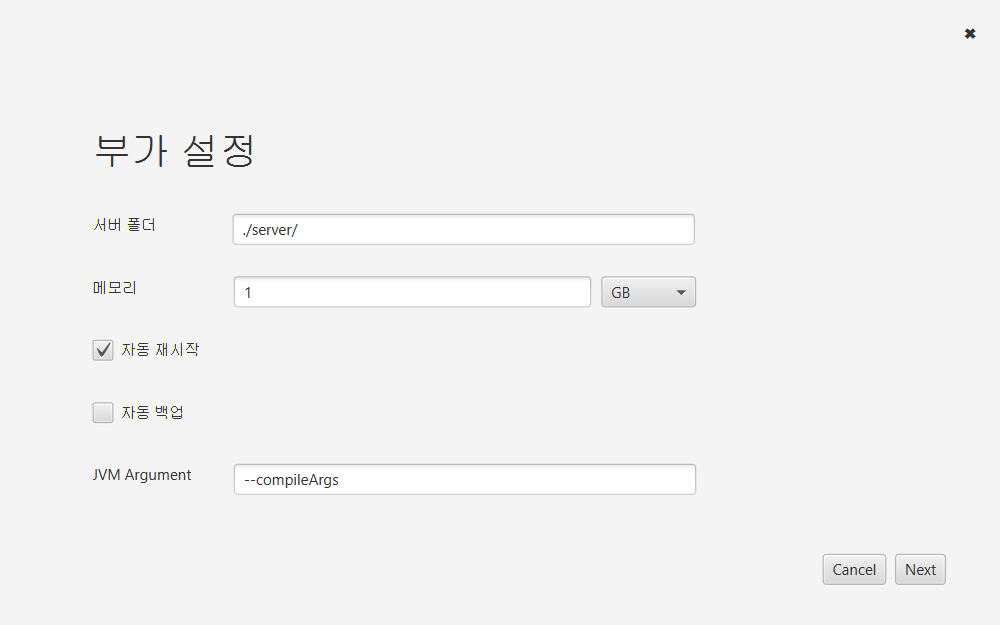 ✖
부가 설정
서버 폴더 ./server/
메모리 1 GB
자동 재시작
자동 백업
JVM Argument --compileArgs
Cancel Next